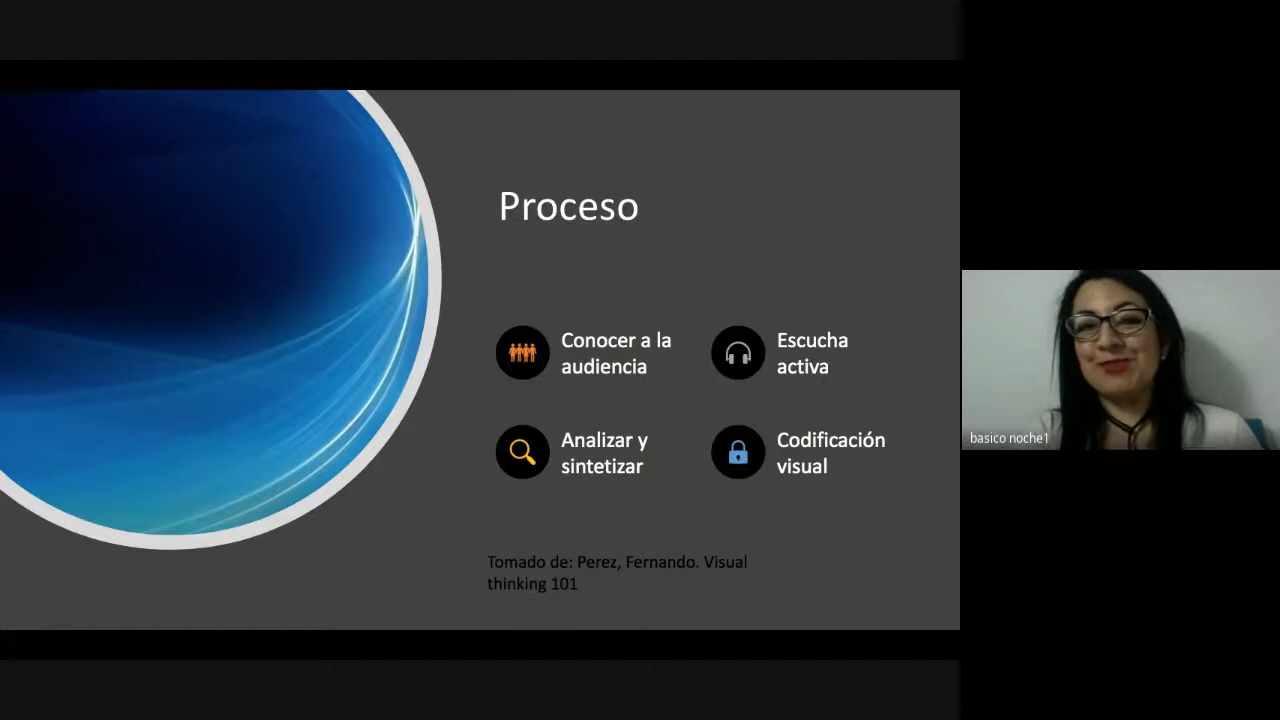 Proceso
Conocer a la
audiencia
Escucha
activa
Analizar y
sintetizar
Codificación
visual
Tomado de: Perez, Fernando. Visual
thinking 101
basico noche1